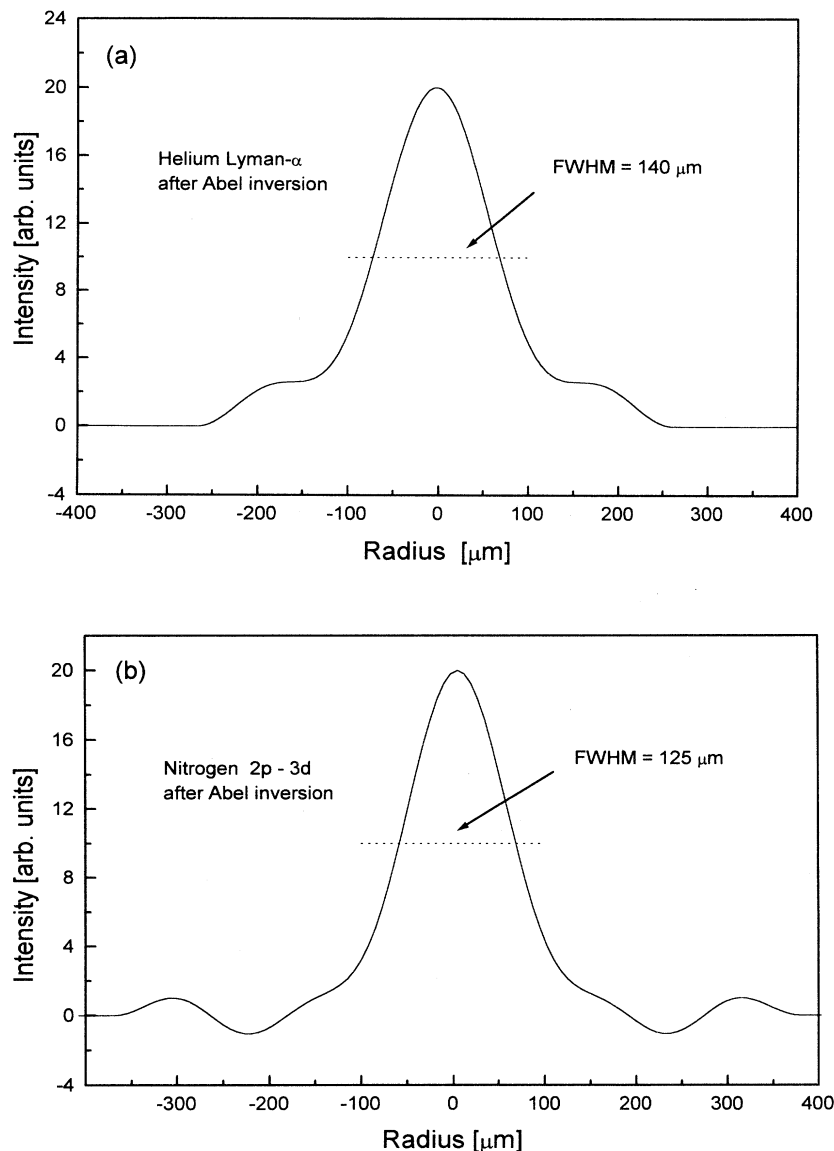 (a)
Helium Lyman-α
after Abel inversion
FWHM = 140 μm
Intensity [arb. units]
24
20
16
12
8
4
0
-4
-400 -300 -200 -100 0 100 200 300 400
Radius [μm]
(b)
Nitrogen 2p - 3d
after Abel inversion
FWHM = 125 μm
Intensity [arb. units]
20
16
12
8
4
0
-4
-300 -200 -100 0 100 200 300 400
Radius [μm]